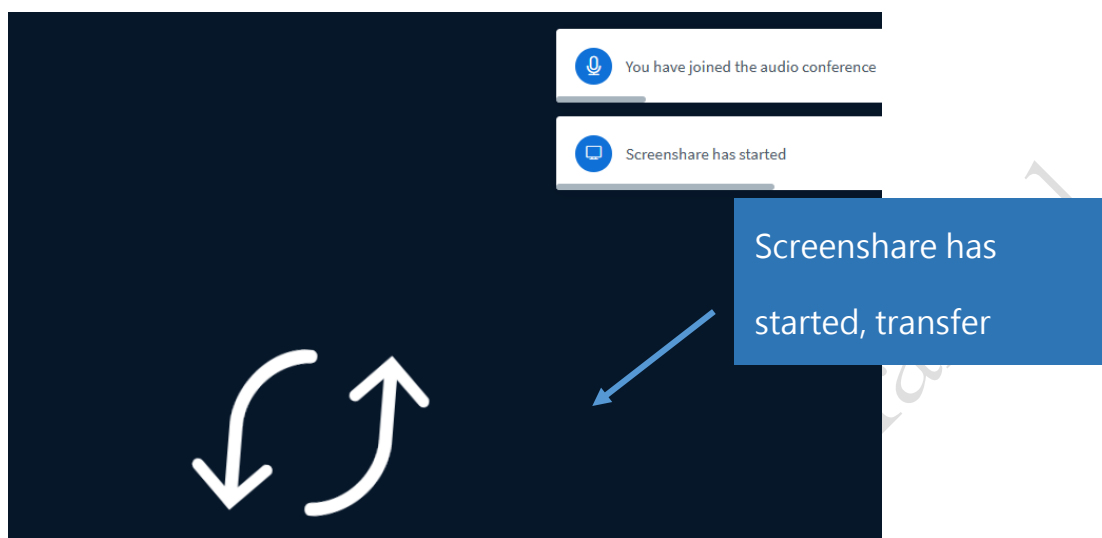 You have joined the audio conference
Screenshare has started
Screenshare has
started, transfer